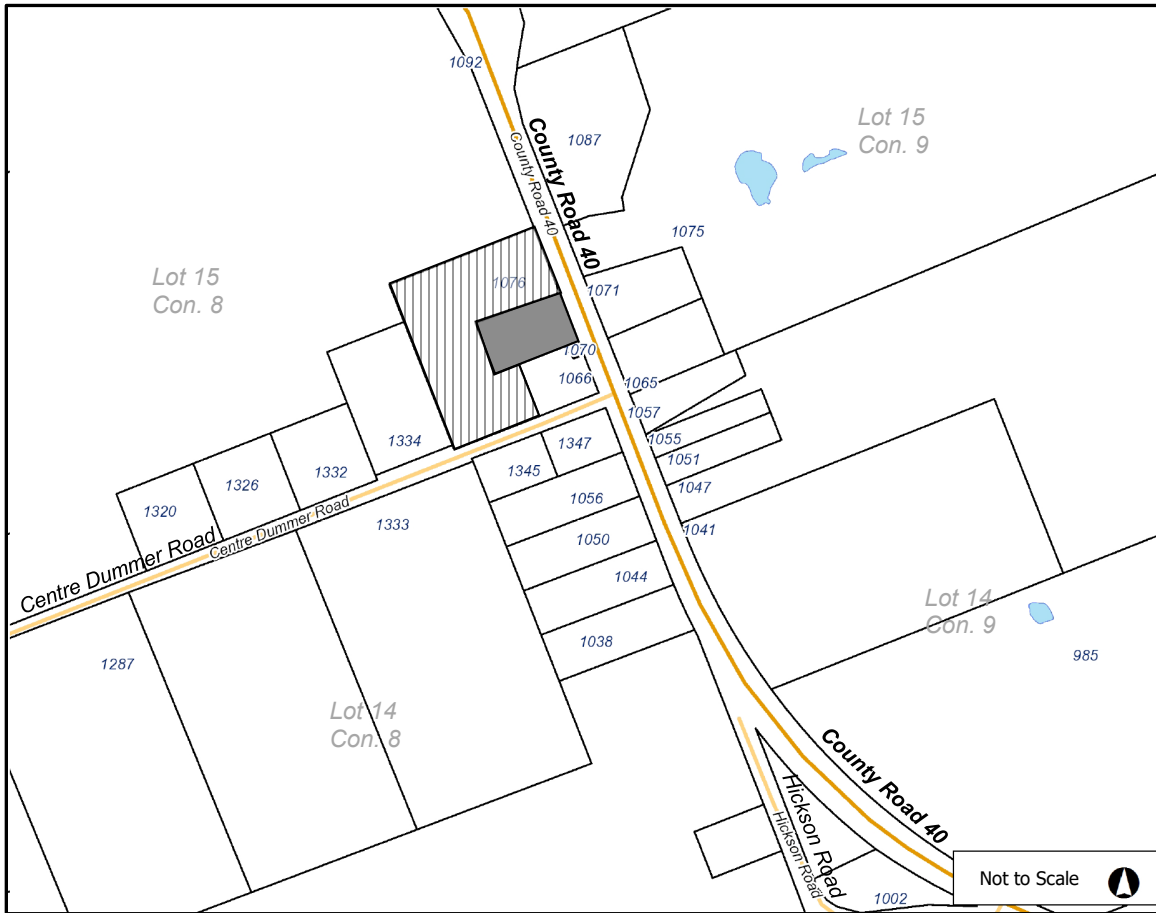 1092
County Road 40
County Road 40
1087
Lot 15
Con. 9
1075
Lot 15
Con. 8
1076
1071
1070
1066
1065
1057
1334
1347
1055
1345
1051
1332
1326
1320
1056
1047
1333
1050
1041
Centre Dummer Road
Centre Dummer Road
1044
Lot 14
Con. 9
1038
985
1287
Lot 14
Con. 8
County Road 40
Hickson Road
Hickson Road
1002
Not to Scale